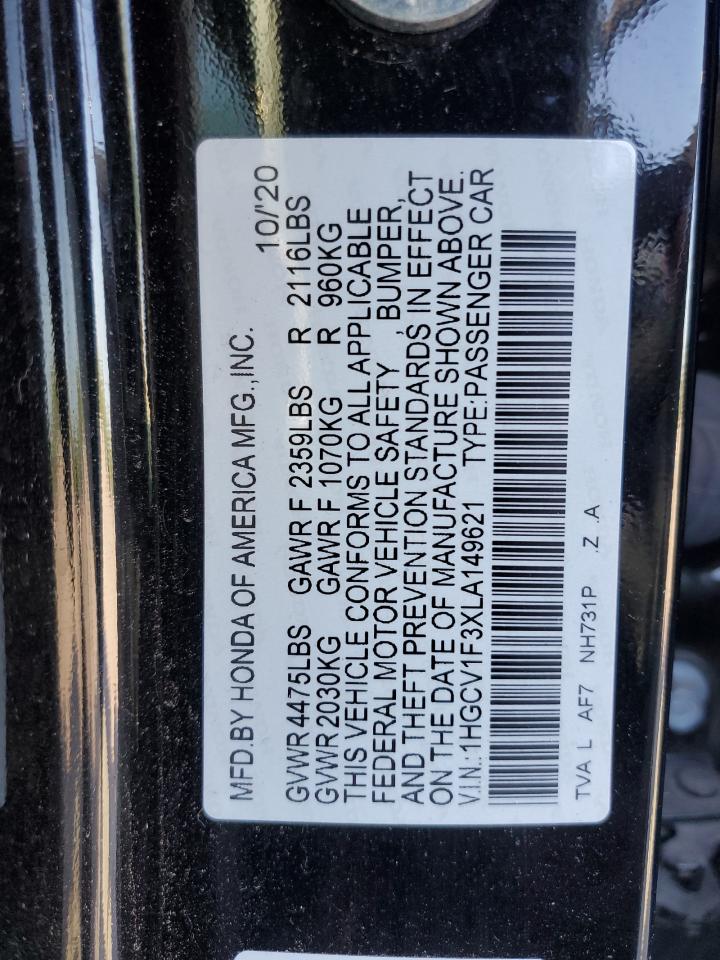 MFD.BY HONDA OF AMERICA MFG.,INC. 10/'20
GVWR 4475LBS GAWR F 2359LBS R 2116LBS
GVWR 2030KG GAWR F 1070KG R 960KG
THIS VEHICLE CONFORMS TO ALL APPLICABLE
FEDERAL MOTOR VEHICLE SAFETY , BUMPER,
AND THEFT PREVENTION STANDARDS IN EFFECT
ON THE DATE OF MANUFACTURE SHOWN ABOVE.
V.I.N.:1HGCV1F3XLA149621 TYPE:PASSENGER CAR
TVA L AF7 NH731P .Z .A